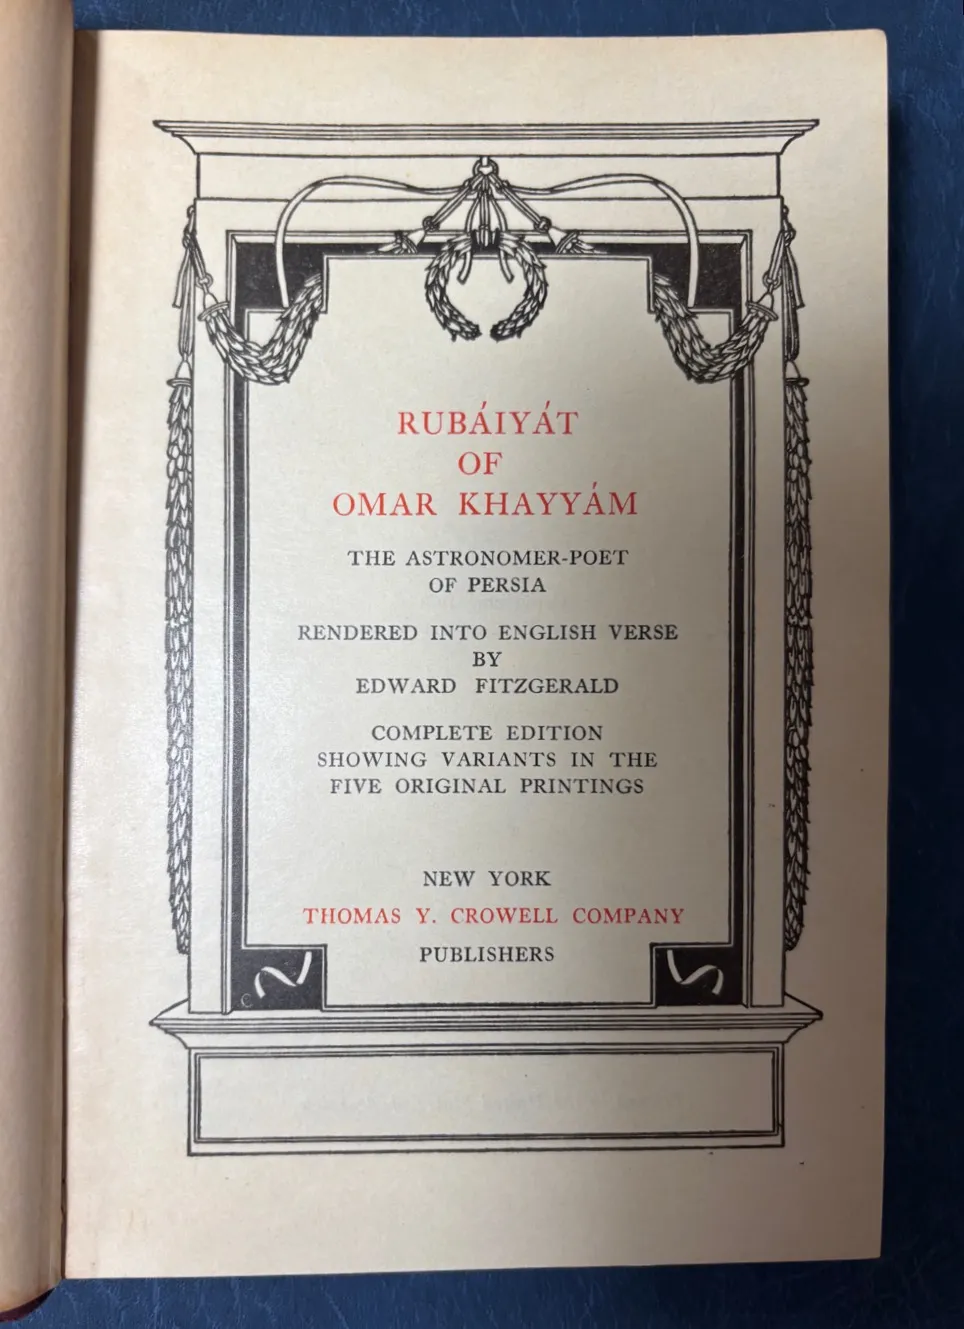 RUBÁIYÁT
OF
OMAR KHAYYÁM
THE ASTRONOMER-POET
OF PERSIA
RENDERED INTO ENGLISH VERSE
BY
EDWARD FITZGERALD
COMPLETE EDITION
SHOWING VARIANTS IN THE
FIVE ORIGINAL PRINTINGS
NEW YORK
THOMAS Y. CROWELL COMPANY
PUBLISHERS